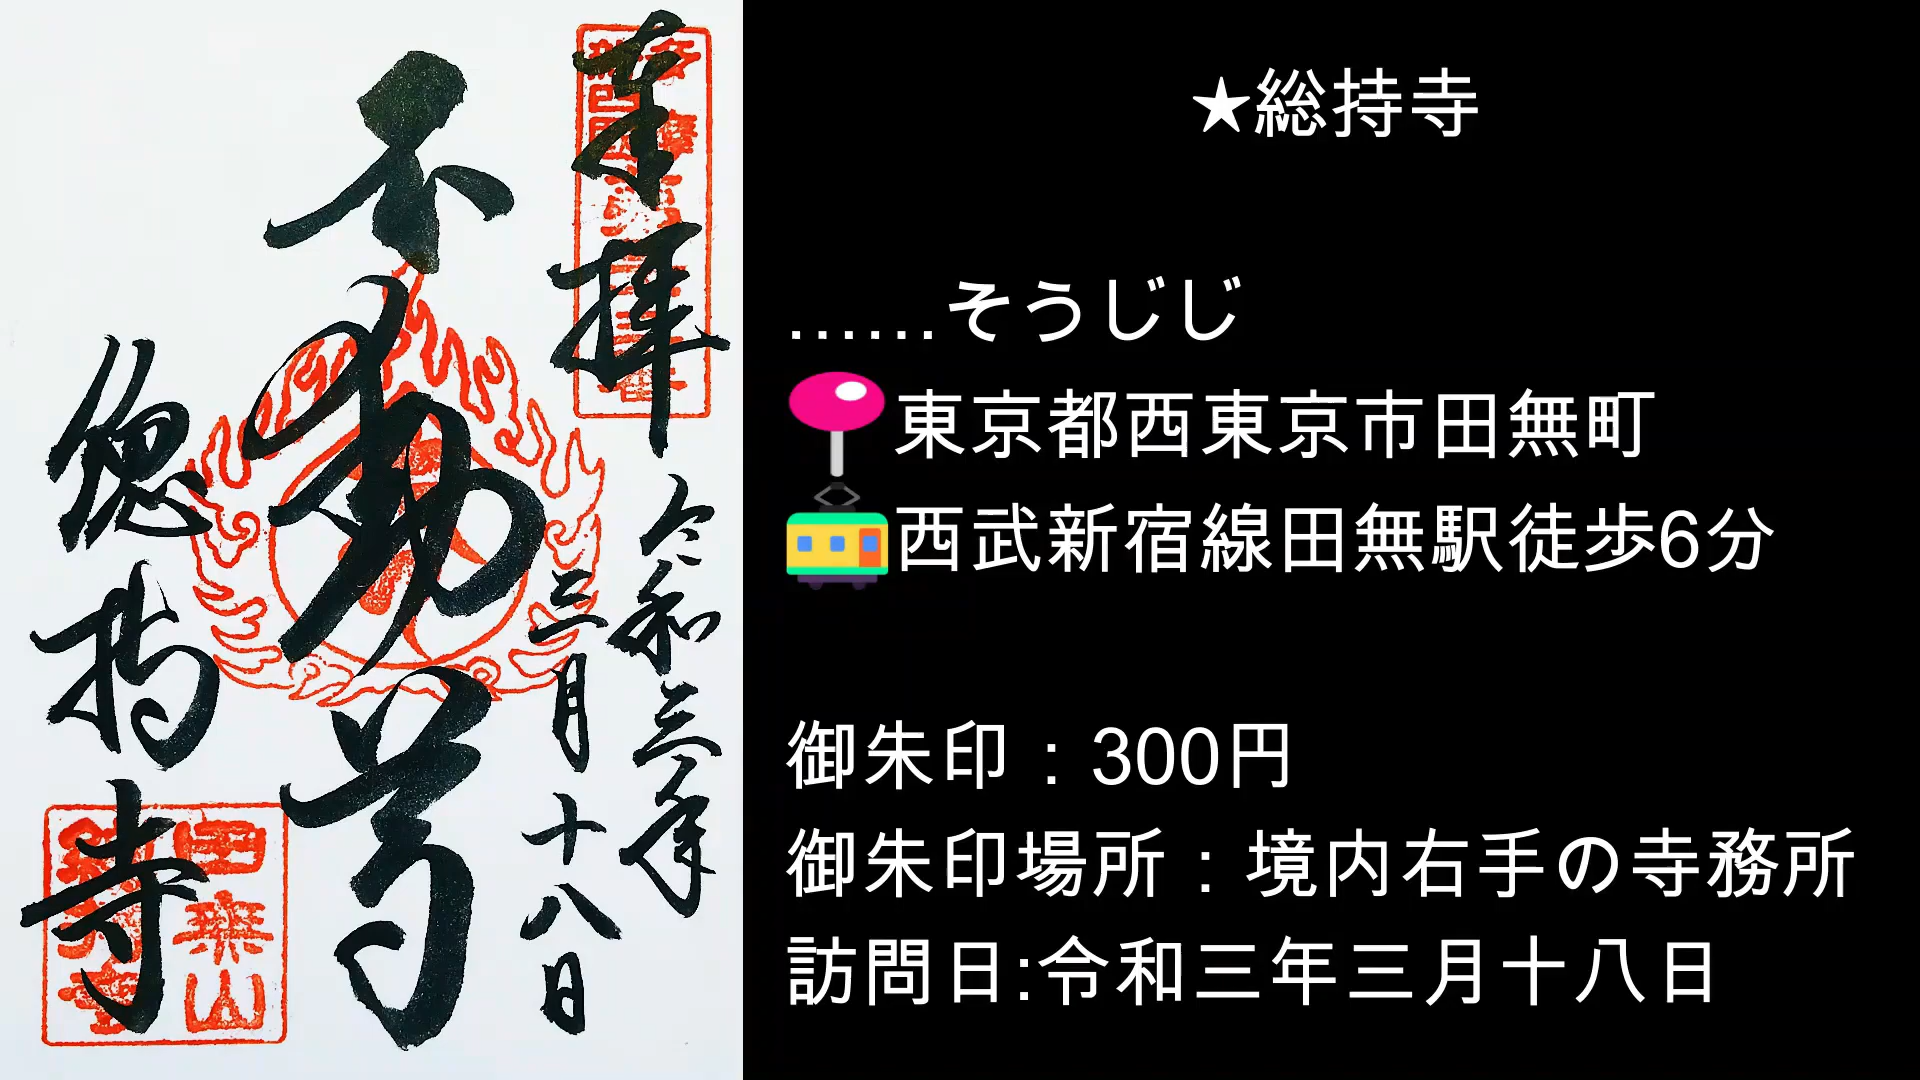 奉拝
令和三年
三月十八日
不動尊
總持寺
田無山
★総持寺
……そうじじ
東京都西東京市田無町
西武新宿線田無駅徒歩6分
御朱印：300円
御朱印場所：境内右手の寺務所
訪問日:令和三年三月十八日